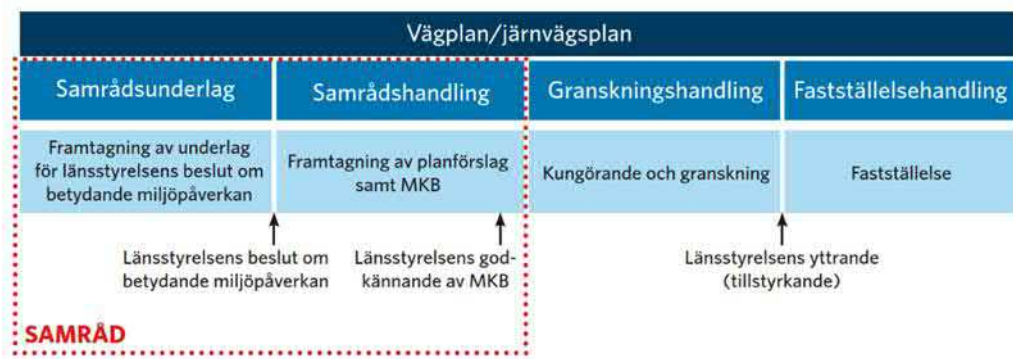 Vägplan/järnvägsplan
Samrådsunderlag
Samrådshandling
Granskningshandling
Fastställelsehandling
Framtagning av underlag
för länsstyrelsens beslut om
betydande miljöpåverkan
Framtagning av planförslag
samt MKB
Kungörande och granskning
Fastställelse
Länsstyrelsens beslut om
betydande miljöpåverkan
Länsstyrelsens god-
kännande av MKB
Länsstyrelsens yttrande
(tillstyrkande)
SAMRÅD